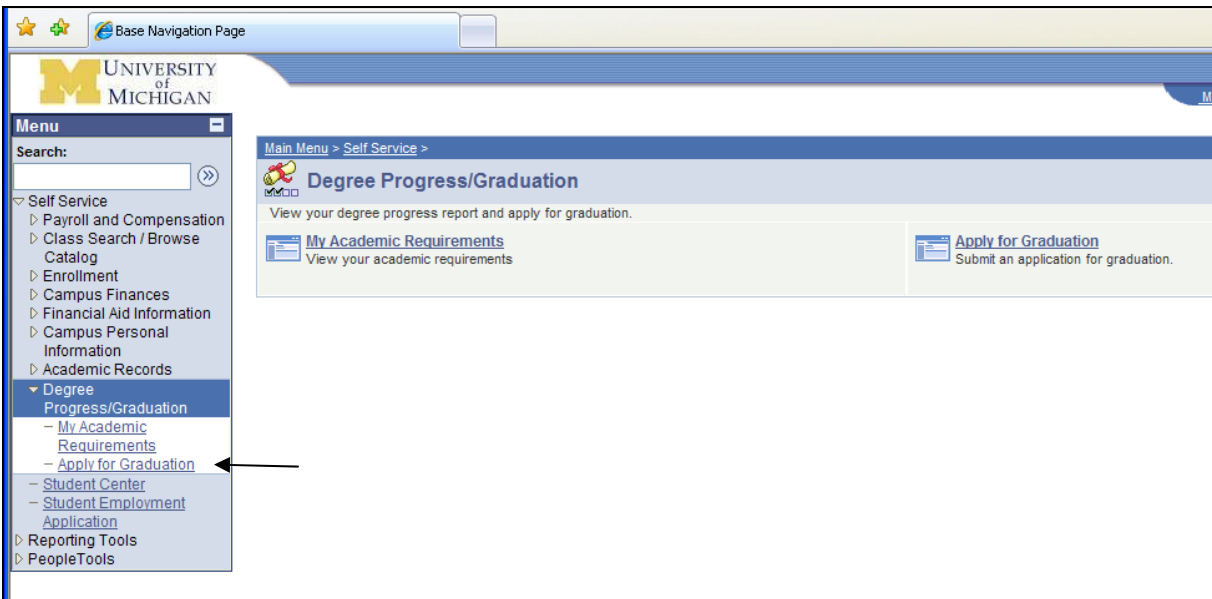 Base Navigation Page
UNIVERSITY
of
MICHIGAN
M
Menu
Search:
Self Service
Payroll and Compensation
Class Search / Browse
Catalog
Enrollment
Campus Finances
Financial Aid Information
Campus Personal
Information
Academic Records
Degree
Progress/Graduation
– My Academic
Requirements
– Apply for Graduation
– Student Center
– Student Employment
Application
Reporting Tools
PeopleTools
Main Menu > Self Service >
Degree Progress/Graduation
View your degree progress report and apply for graduation.
My Academic Requirements
View your academic requirements
Apply for Graduation
Submit an application for graduation.